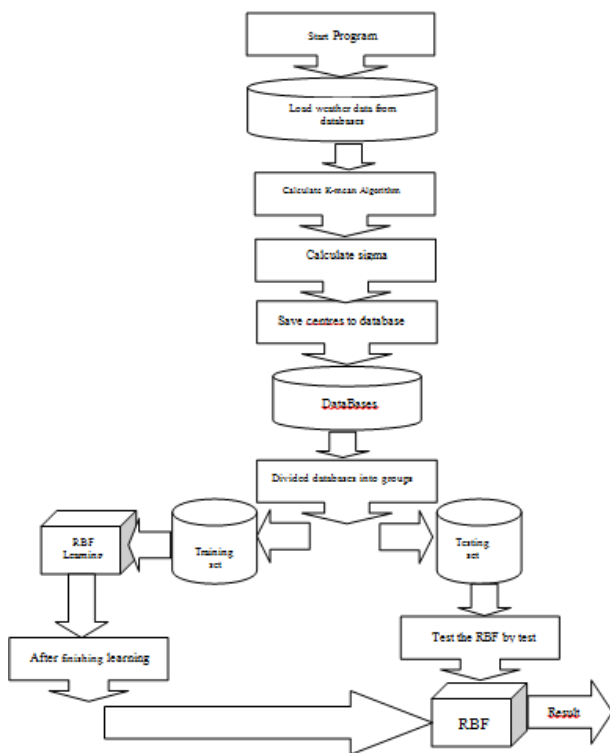 Start Program
Load weather data from
databases
Calculate K-mean Algorithm
Calculate sigma
Save centres to database
DataBases
Divided databases into groups
RBF
Learning
Training
set
Testing
set
After finishing learning
Test the RBF by test
RBF
Result